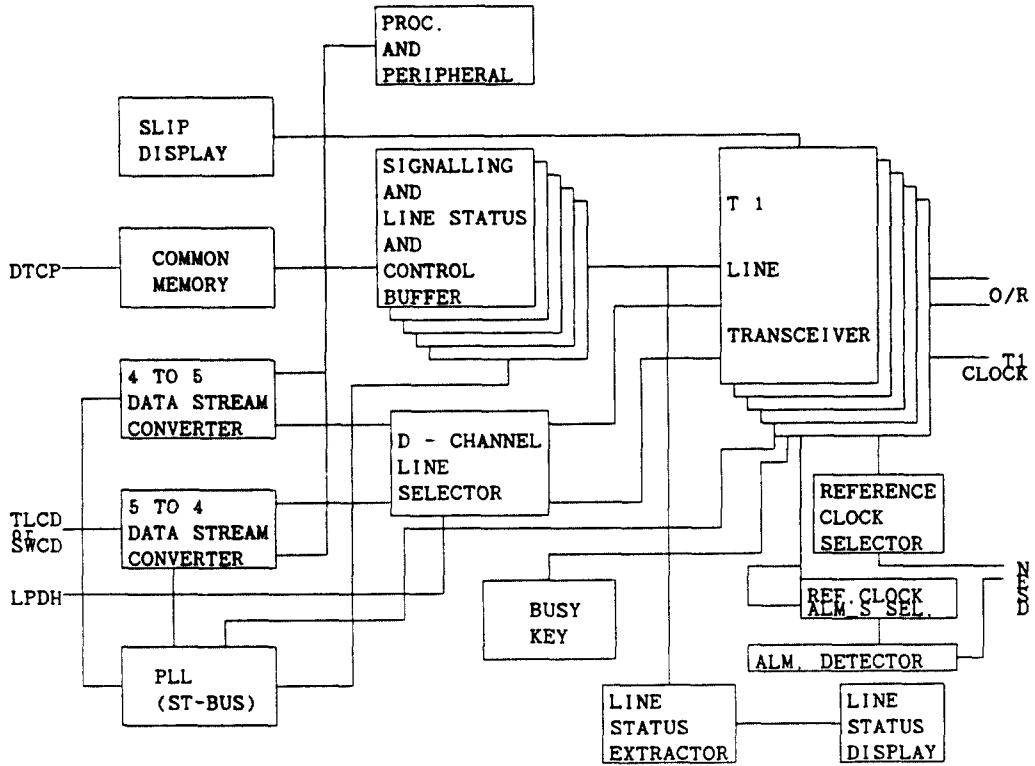 PROC.
AND
PERIPHERAL
SLIP
DISPLAY
SIGNALLING
AND
LINE STATUS
AND
CONTROL
BUFFER
T 1
LINE
TRANSCEIVER
DTCP
COMMON
MEMORY
O/R
T1
CLOCK
4 TO 5
DATA STREAM
CONVERTER
D - CHANNEL
LINE
SELECTOR
5 TO 4
DATA STREAM
CONVERTER
TLCD
OF
SWCD
LPDH
REFERENCE
CLOCK
SELECTOR
N
E
S
D
REF.CLOCK
ALM_S SEL.
BUSY
KEY
ALM. DETECTOR
PLL
(ST-BUS)
LINE
STATUS
EXTRACTOR
LINE
STATUS
DISPLAY